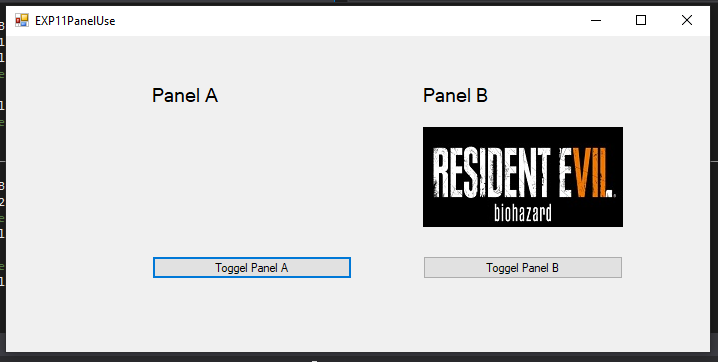 EXP11PanelUse
Panel A
Panel B
RESIDENT EVIL.
biohazard
Toggel Panel A
Toggel Panel B